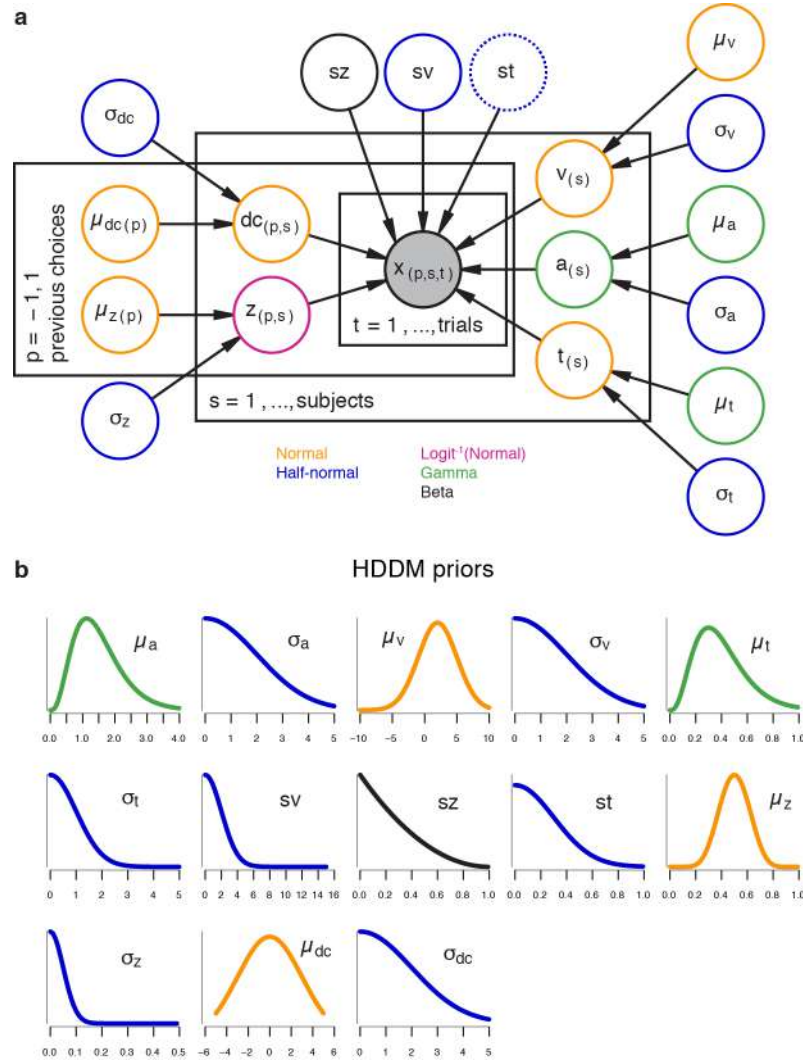 a
sz sv st
μv
σdc
σv
v(s)
μdc(p) dc(p,s)
μa
x(p,s,t)
a(s)
μz(p) z(p,s)
σa
p = −1, 1
previous choices
t = 1 , ...,trials
t(s)
s = 1 , ...,subjects
μt
σz
σt
Normal Logit⁻¹(Normal)
Half-normal Gamma
Beta
b HDDM priors
μa σa μv σv μt
0.0 1.0 2.0 3.0 4.0 0 1 2 3 4 5 −10 −5 0 5 10 0 1 2 3 4 5 0.0 0.2 0.4 0.6 0.8 1.0
σt sv sz st μz
0 1 2 3 4 5 0 2 4 6 8 10 12 14 16 0.0 0.2 0.4 0.6 0.8 1.0 0.0 0.2 0.4 0.6 0.8 1.0 0.0 0.2 0.4 0.6 0.8 1.0
σz μdc σdc
0.0 0.1 0.2 0.3 0.4 0.5 −6 −4 −2 0 2 4 6 0 1 2 3 4 5